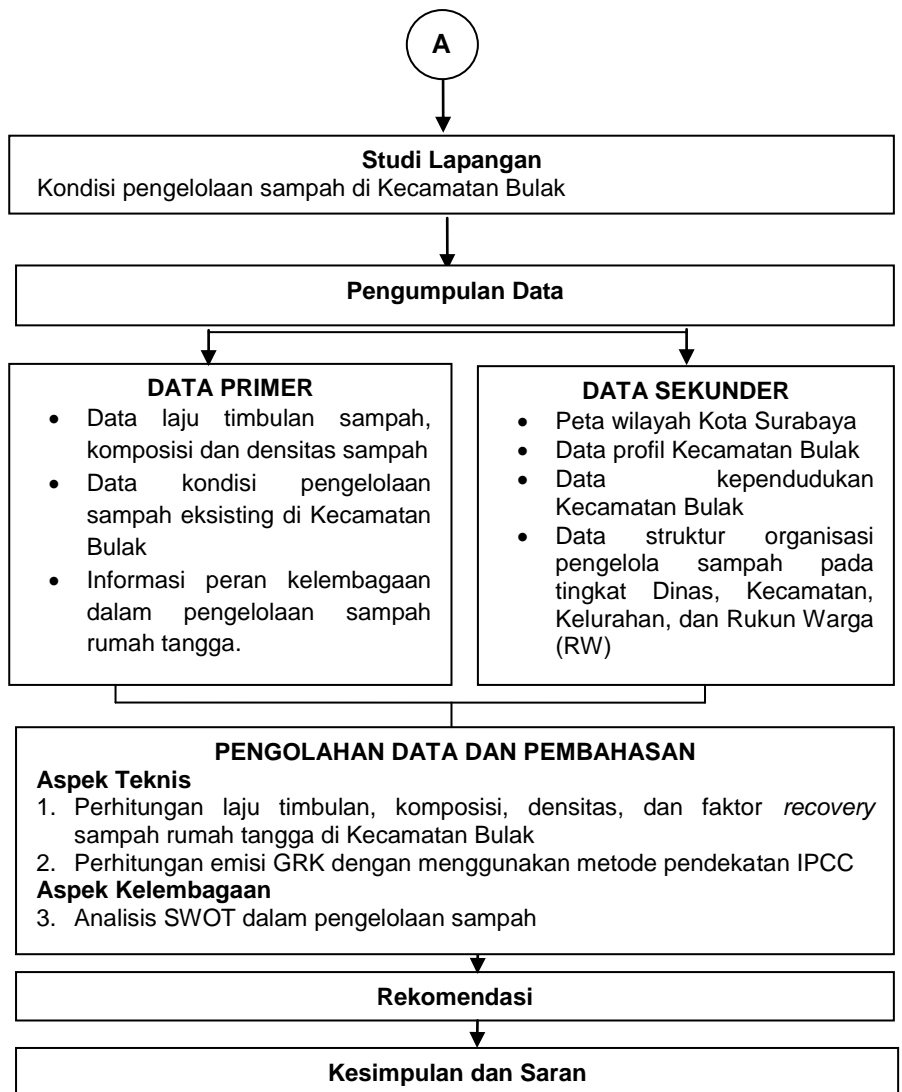 A
Studi Lapangan
Kondisi pengelolaan sampah di Kecamatan Bulak
Pengumpulan Data
DATA PRIMER
• Data laju timbulan sampah,
komposisi dan densitas sampah
• Data kondisi pengelolaan
sampah eksisting di Kecamatan
Bulak
• Informasi peran kelembagaan
dalam pengelolaan sampah
rumah tangga.
DATA SEKUNDER
• Peta wilayah Kota Surabaya
• Data profil Kecamatan Bulak
• Data kependudukan
Kecamatan Bulak
• Data struktur organisasi
pengelola sampah pada
tingkat Dinas, Kecamatan,
Kelurahan, dan Rukun Warga
(RW)
PENGOLAHAN DATA DAN PEMBAHASAN
Aspek Teknis
1. Perhitungan laju timbulan, komposisi, densitas, dan faktor recovery
sampah rumah tangga di Kecamatan Bulak
2. Perhitungan emisi GRK dengan menggunakan metode pendekatan IPCC
Aspek Kelembagaan
3. Analisis SWOT dalam pengelolaan sampah
Rekomendasi
Kesimpulan dan Saran